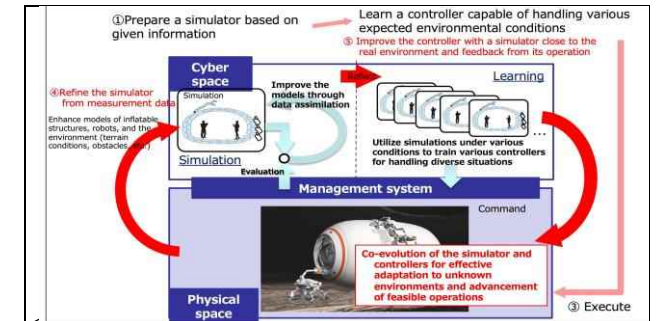 ①Prepare a simulator based on
given information
Learn a controller capable of handling various
expected environmental conditions
⑤ Improve the controller with a simulator close to the
real environment and feedback from its operation
Cyber
space
④Refine the simulator
from measurement data
Enhance models of inflatable
structures, robots, and the
environment (terrain
conditions, obstacles, etc.)
Simulation
Simulation
Improve the
models through
data assimilation
Evaluation
Learning
...
Utilize simulations under various
conditions to train various controllers
for handling diverse situations
Management system
Command
Co-evolution of the simulator and
controllers for effective
adaptation to unknown
environments and advancement
of feasible operations
Physical
space
③ Execute